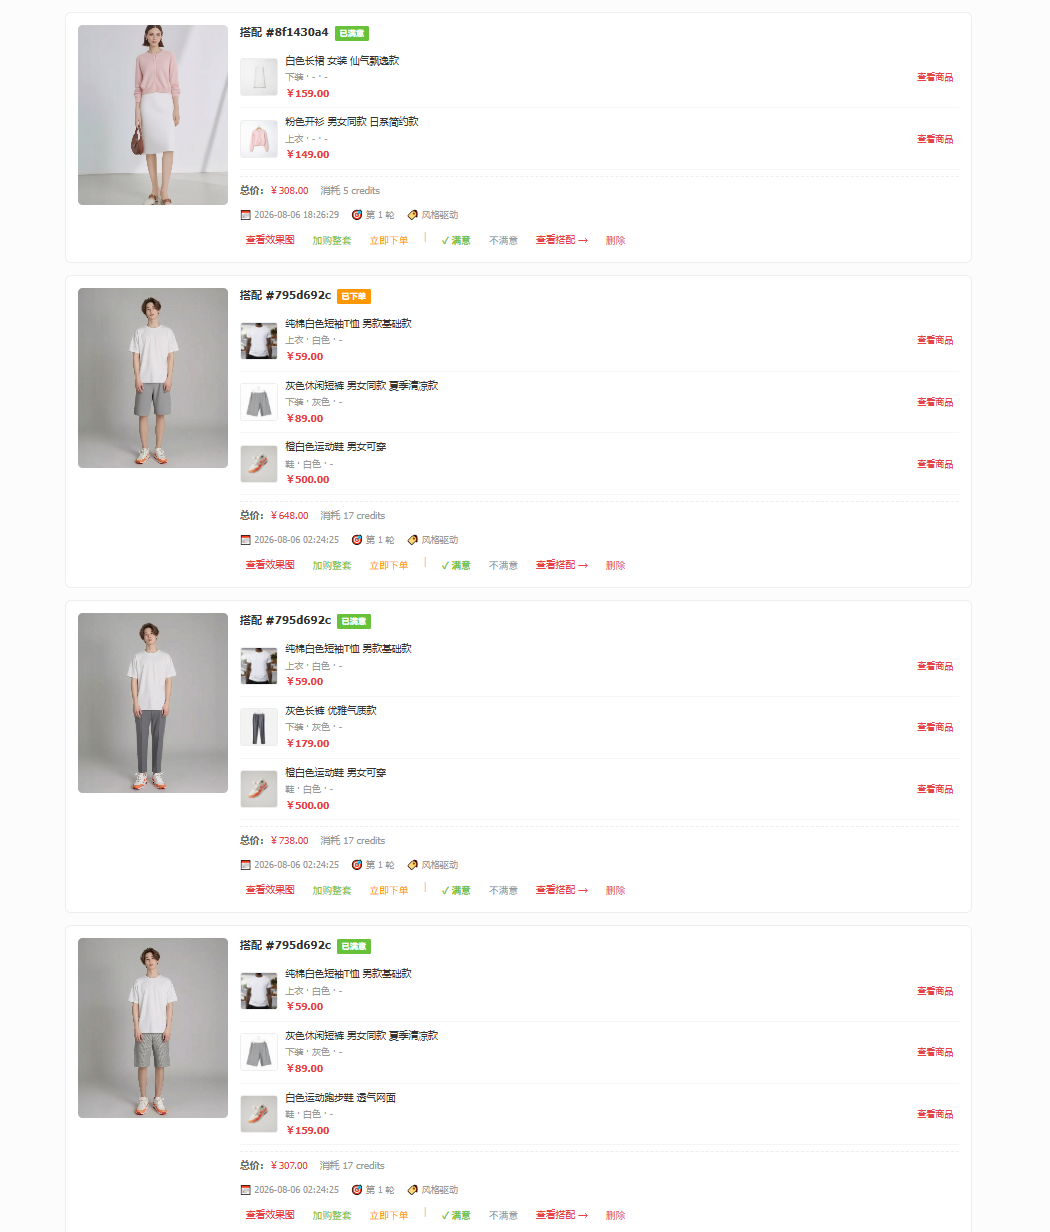 搭配 #8f1430a4 已满意
白色长裙 女装 仙气飘逸款
下装 · - · -
￥159.00
查看商品
粉色开衫 男女同款 日系简约款
上衣 · - · -
￥149.00
查看商品
总价: ￥308.00 消耗 5 credits
2026-08-06 18:26:29 第 1 轮 风格驱动
查看效果图 加购整套 立即下单 | ✓ 满意 不满意 查看搭配 → 删除
搭配 #795d692c 已下单
纯棉白色短袖T恤 男款基础款
上衣 · 白色 · -
￥59.00
查看商品
灰色休闲短裤 男女同款 夏季清凉款
下装 · 灰色 · -
￥89.00
查看商品
橙白色运动鞋 男女可穿
鞋 · 白色 · -
￥500.00
查看商品
总价: ￥648.00 消耗 17 credits
2026-08-06 02:24:25 第 1 轮 风格驱动
查看效果图 加购整套 立即下单 | ✓ 满意 不满意 查看搭配 → 删除
搭配 #795d692c 已满意
纯棉白色短袖T恤 男款基础款
上衣 · 白色 · -
￥59.00
查看商品
灰色长裤 优雅气质款
下装 · 灰色 · -
￥179.00
查看商品
橙白色运动鞋 男女可穿
鞋 · 白色 · -
￥500.00
查看商品
总价: ￥738.00 消耗 17 credits
2026-08-06 02:24:25 第 1 轮 风格驱动
查看效果图 加购整套 立即下单 | ✓ 满意 不满意 查看搭配 → 删除
搭配 #795d692c 已满意
纯棉白色短袖T恤 男款基础款
上衣 · 白色 · -
￥59.00
查看商品
灰色休闲短裤 男女同款 夏季清凉款
下装 · 灰色 · -
￥89.00
查看商品
白色运动跑步鞋 透气网面
鞋 · 白色 · -
￥159.00
查看商品
总价: ￥307.00 消耗 17 credits
2026-08-06 02:24:25 第 1 轮 风格驱动
查看效果图 加购整套 立即下单 | ✓ 满意 不满意 查看搭配 → 删除